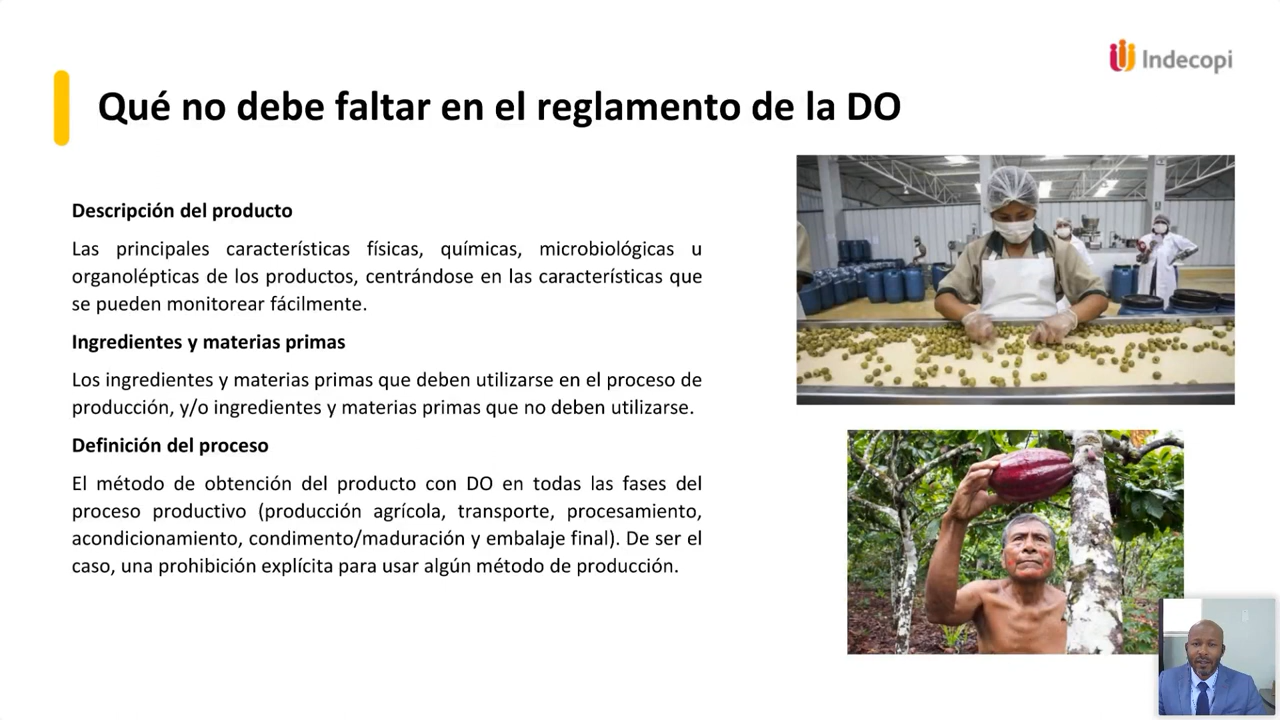 Indecopi
Qué no debe faltar en el reglamento de la DO
Descripción del producto
Las principales características físicas, químicas, microbiológicas u
organolépticas de los productos, centrándose en las características que
se pueden monitorear fácilmente.
Ingredientes y materias primas
Los ingredientes y materias primas que deben utilizarse en el proceso de
producción, y/o ingredientes y materias primas que no deben utilizarse.
Definición del proceso
El método de obtención del producto con DO en todas las fases del
proceso productivo (producción agrícola, transporte, procesamiento,
acondicionamiento, condimento/maduración y embalaje final). De ser el
caso, una prohibición explícita para usar algún método de producción.